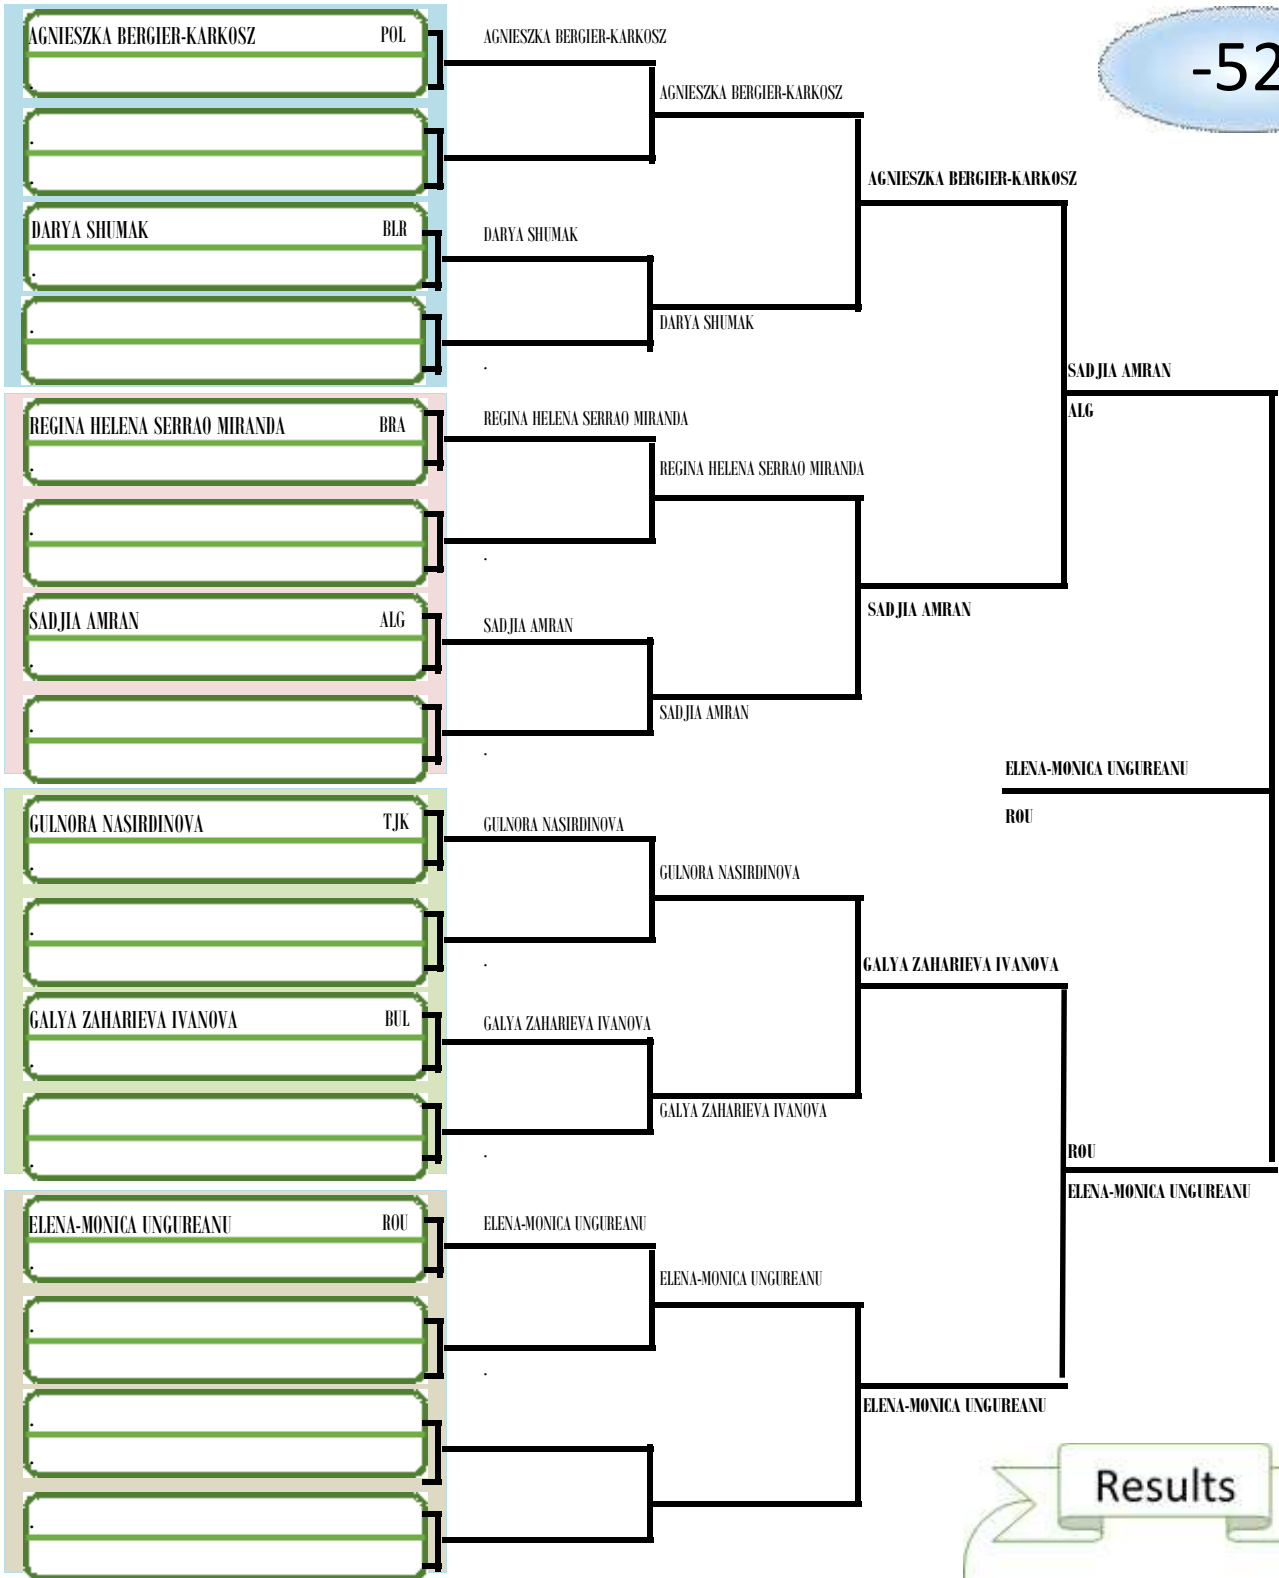 AGNIESZKA BERGIER-KARKOSZ POL
.
.
.
DARYA SHUMAK BLR
.
.
REGINA HELENA SERRAO MIRANDA BRA
.
.
SADJIA AMRAN ALG
.
.
GULNORA NASIRDINOVA TJK
.
.
GALYA ZAHARIEVA IVANOVA BUL
.
.
ELENA-MONICA UNGUREANU ROU
.
.
.
.
.
AGNIESZKA BERGIER-KARKOSZ
DARYA SHUMAK
.
REGINA HELENA SERRAO MIRANDA
.
SADJIA AMRAN
.
GULNORA NASIRDINOVA
.
GALYA ZAHARIEVA IVANOVA
.
ELENA-MONICA UNGUREANU
.
AGNIESZKA BERGIER-KARKOSZ
DARYA SHUMAK
REGINA HELENA SERRAO MIRANDA
SADJIA AMRAN
GULNORA NASIRDINOVA
GALYA ZAHARIEVA IVANOVA
ELENA-MONICA UNGUREANU
AGNIESZKA BERGIER-KARKOSZ
SADJIA AMRAN
GALYA ZAHARIEVA IVANOVA
ELENA-MONICA UNGUREANU
SADJIA AMRAN
ALG
ROU
ELENA-MONICA UNGUREANU
ELENA-MONICA UNGUREANU
ROU
-52
Results